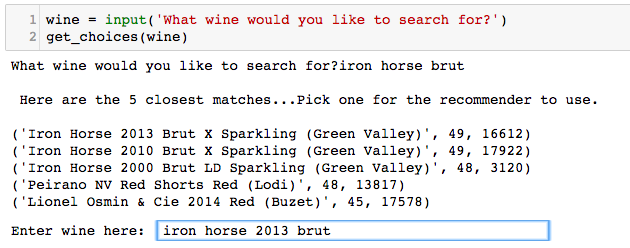 1 wine = input('What wine would you like to search for?')
2 get_choices(wine)
What wine would you like to search for?iron horse brut
Here are the 5 closest matches...Pick one for the recommender to use.
('Iron Horse 2013 Brut X Sparkling (Green Valley)', 49, 16612)
('Iron Horse 2010 Brut X Sparkling (Green Valley)', 49, 17922)
('Iron Horse 2000 Brut LD Sparkling (Green Valley)', 48, 3120)
('Peirano NV Red Shorts Red (Lodi)', 48, 13817)
('Lionel Osmin & Cie 2014 Red (Buzet)', 45, 17578)
Enter wine here: iron horse 2013 brut